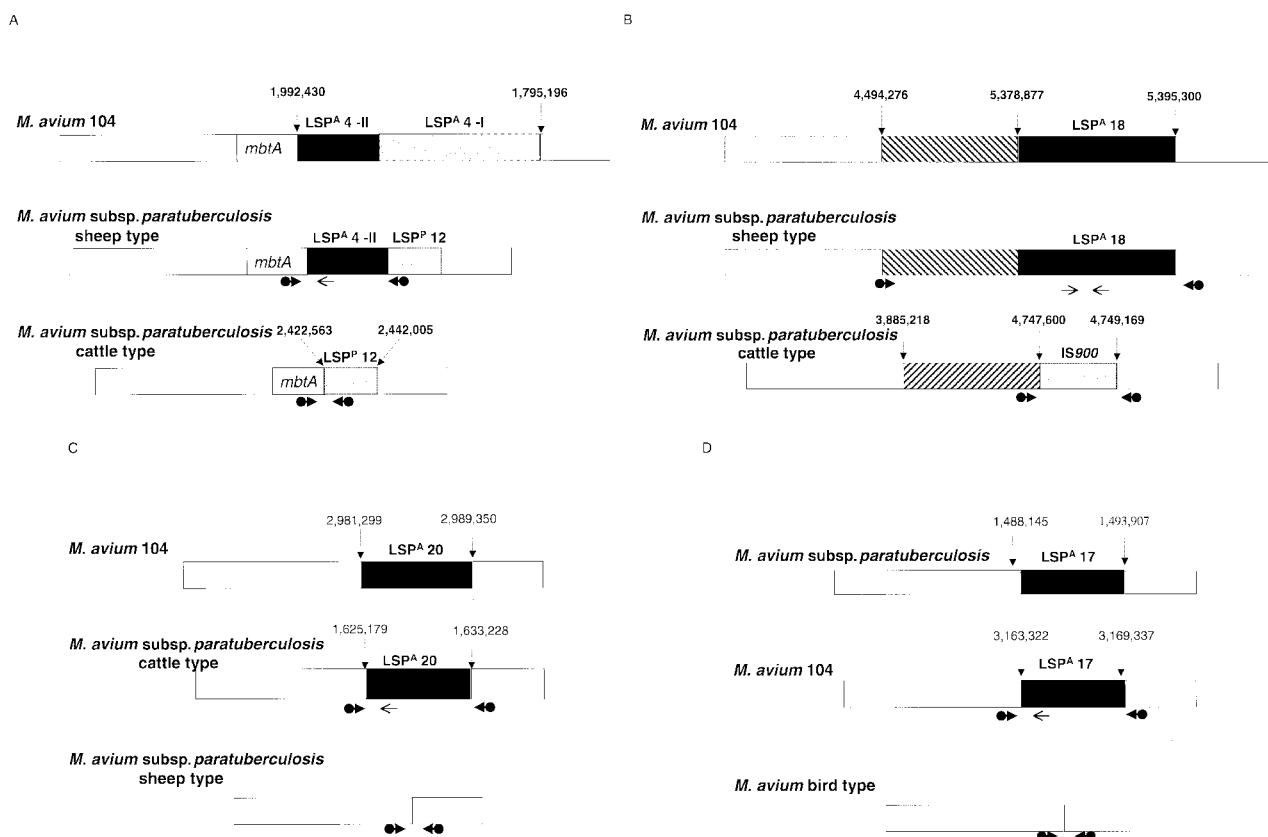 A
1,992,430
1,795,196
M. avium 104
LSPA 4 -II
LSPA 4 -I
mbtA
M. avium subsp. paratuberculosis
sheep type
LSPA 4 -II
LSPP 12
mbtA
M. avium subsp. paratuberculosis
cattle type
2,422,563
2,442,005
LSPP 12
mbtA
B
4,494,276
5,378,877
5,395,300
M. avium 104
LSPA 18
M. avium subsp. paratuberculosis
sheep type
LSPA 18
M. avium subsp. paratuberculosis
cattle type
3,885,218
4,747,600
4,749,169
IS900
C
2,981,299
2,989,350
M. avium 104
LSPA 20
M. avium subsp. paratuberculosis
cattle type
1,625,179
1,633,228
LSPA 20
M. avium subsp. paratuberculosis
sheep type
D
1,488,145
1,493,907
M. avium subsp. paratuberculosis
LSPA 17
3,163,322
3,169,337
M. avium 104
LSPA 17
M. avium bird type